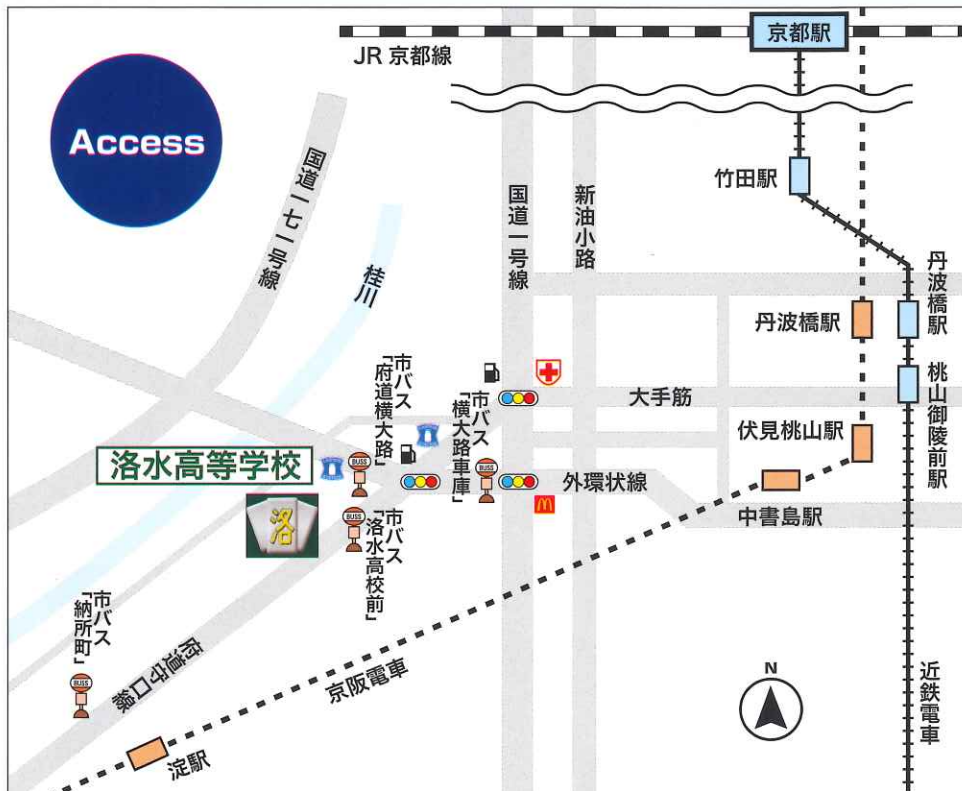 京都駅
JR 京都線
Access
竹田駅
国道一七一号線
国道一号線
新油小路
桂川
丹波橋駅
丹波橋駅
市バス
「府道横大路」
市バス
「横大路車庫」
大手筋
桃山御陵前駅
伏見桃山駅
洛水高等学校
BUSS
BUSS
外環状線
洛
BUSS
市バス
「洛水高校前」
中書島駅
市バス
「納所町」
BUSS
府道守口線
京阪電車
N
近鉄電車
淀駅